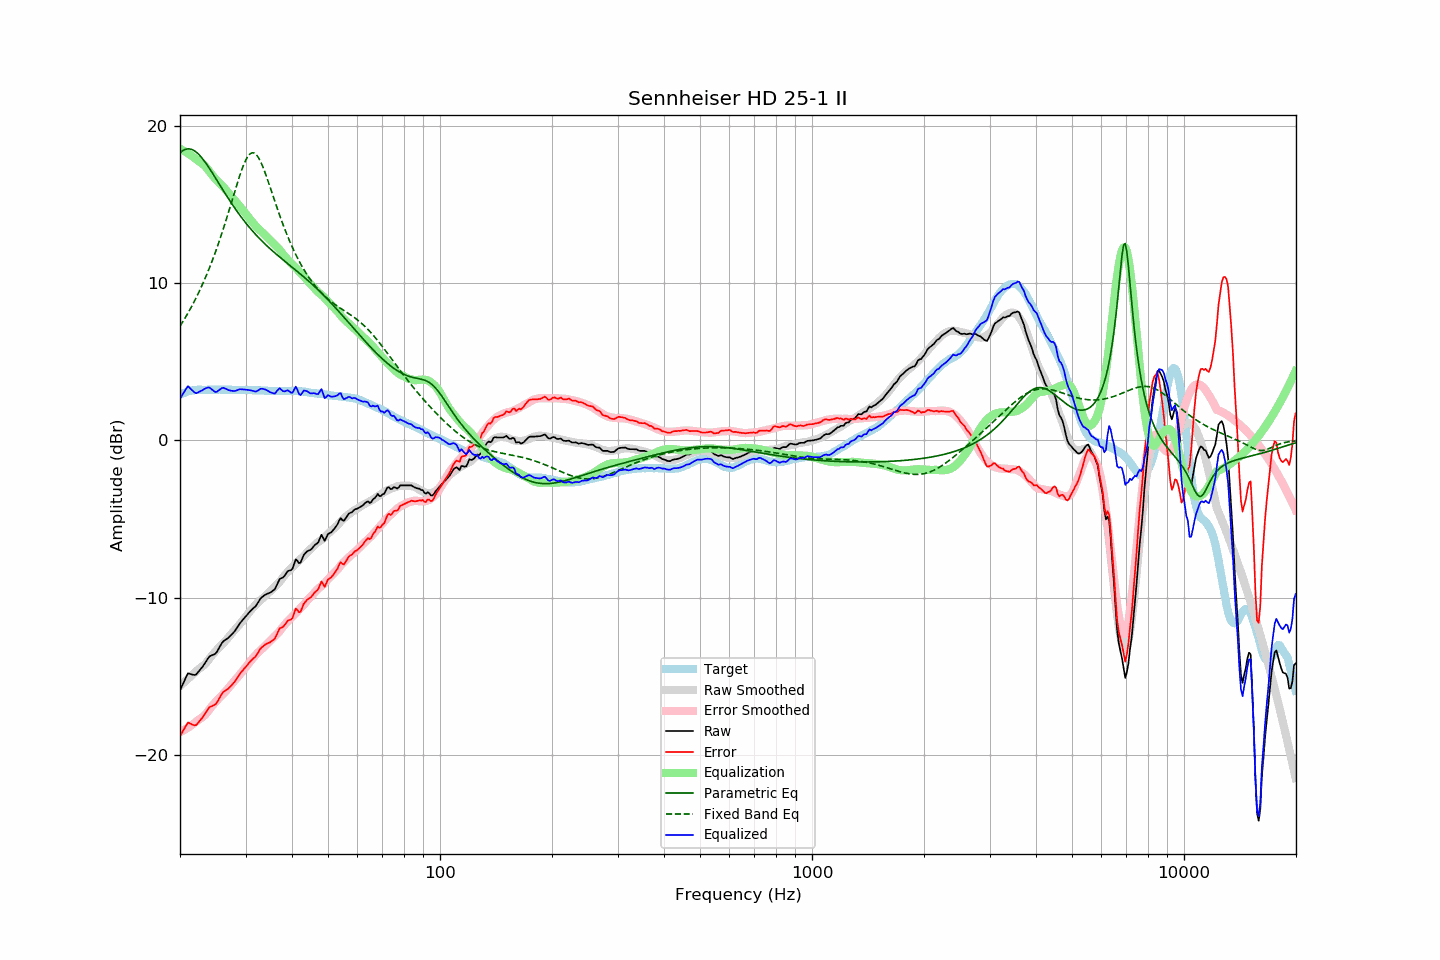 Sennheiser HD 25-1 II
20
10
0
−10
−20
Amplitude (dBr)
100
1000
10000
Frequency (Hz)
Target
Raw Smoothed
Error Smoothed
Raw
Error
Equalization
Parametric Eq
Fixed Band Eq
Equalized